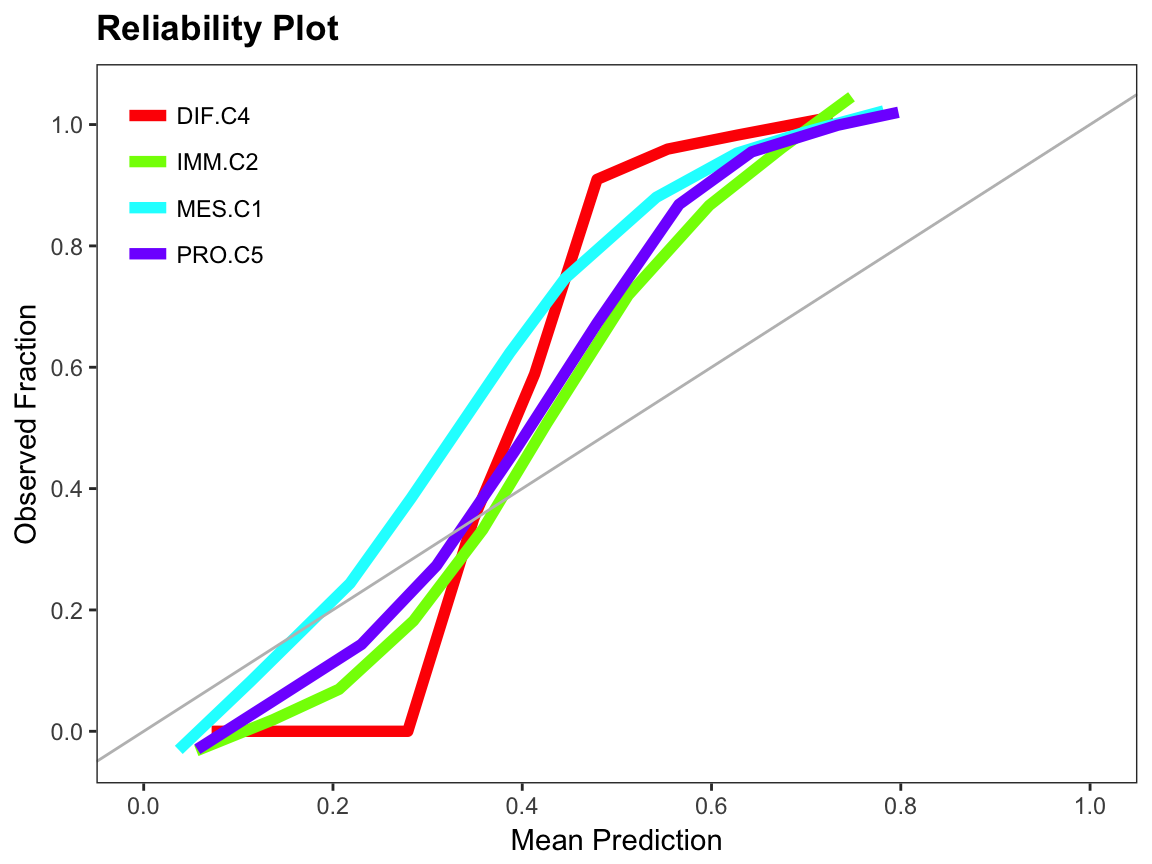 Reliability Plot
DIF.C4
IMM.C2
MES.C1
PRO.C5
Observed Fraction
1.0
0.8
0.6
0.4
0.2
0.0
0.0 0.2 0.4 0.6 0.8 1.0
Mean Prediction